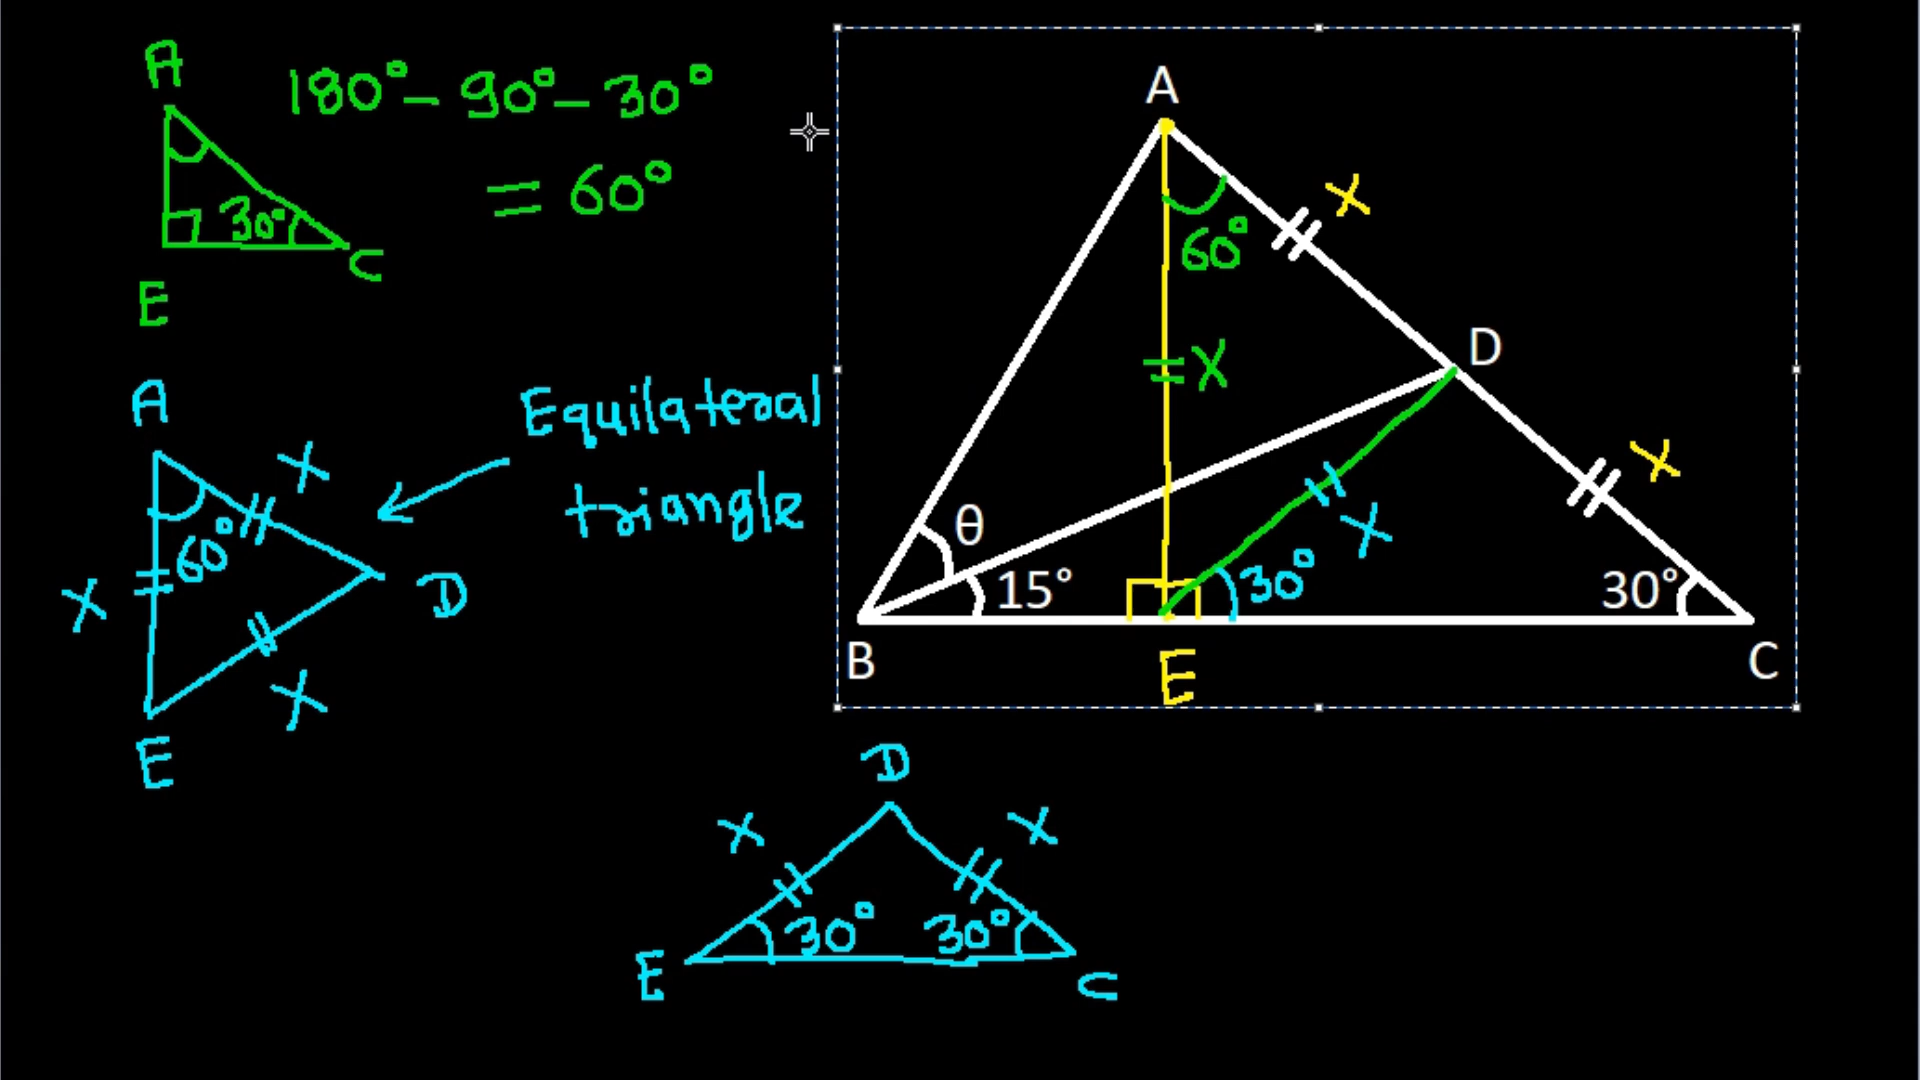 A
180° - 90° - 30°
= 60°
30°
C
E
A
x
Equilateral
triangle
60°
x
D
x
E
A
x
60°
= x
D
x
θ
15°
30°
x
30°
B
E
C
D
x
x
30°
30°
E
C